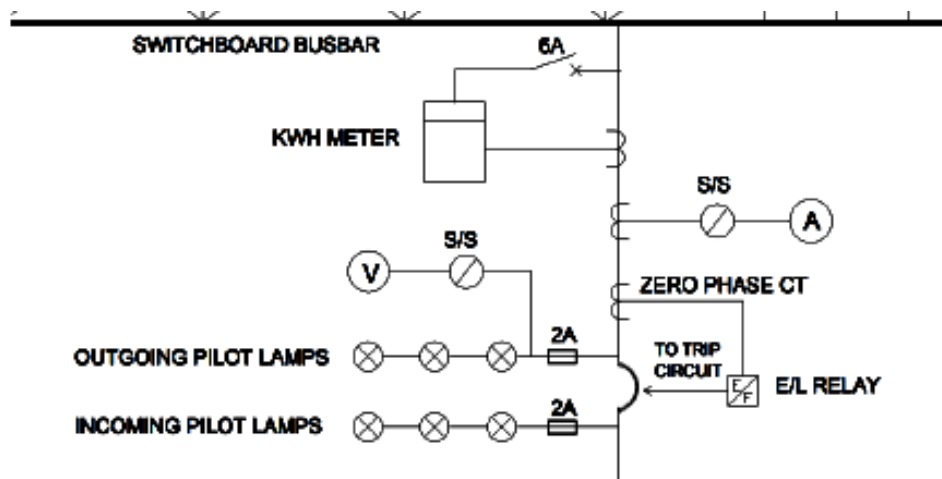 SWITCHBOARD BUSBAR
6A
KWH METER
S/S
A
S/S
V
ZERO PHASE CT
2A
OUTGOING PILOT LAMPS
TO TRIP
CIRCUIT
E/F
E/L RELAY
2A
INCOMING PILOT LAMPS